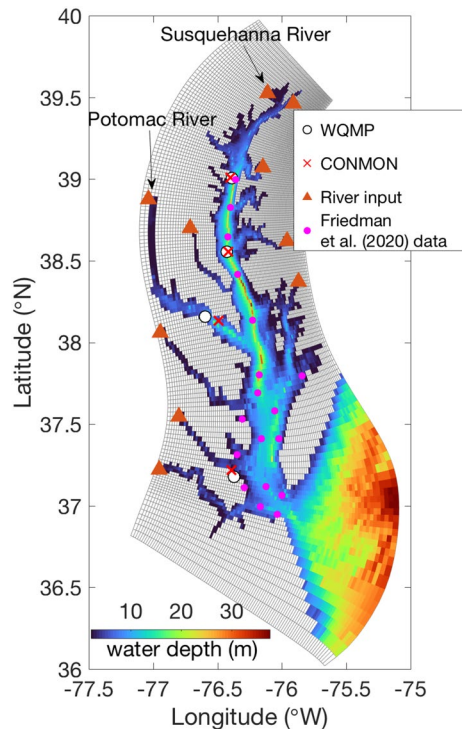 40
Susquehanna River
39.5
Potomac River
WQMP
CONMON
39
River input
Friedman
et al. (2020) data
38.5
38
Latitude (°N)
37.5
37
36.5
10 20 30
water depth (m)
36
-77.5 -77 -76.5 -76 -75.5 -75
Longitude (°W)